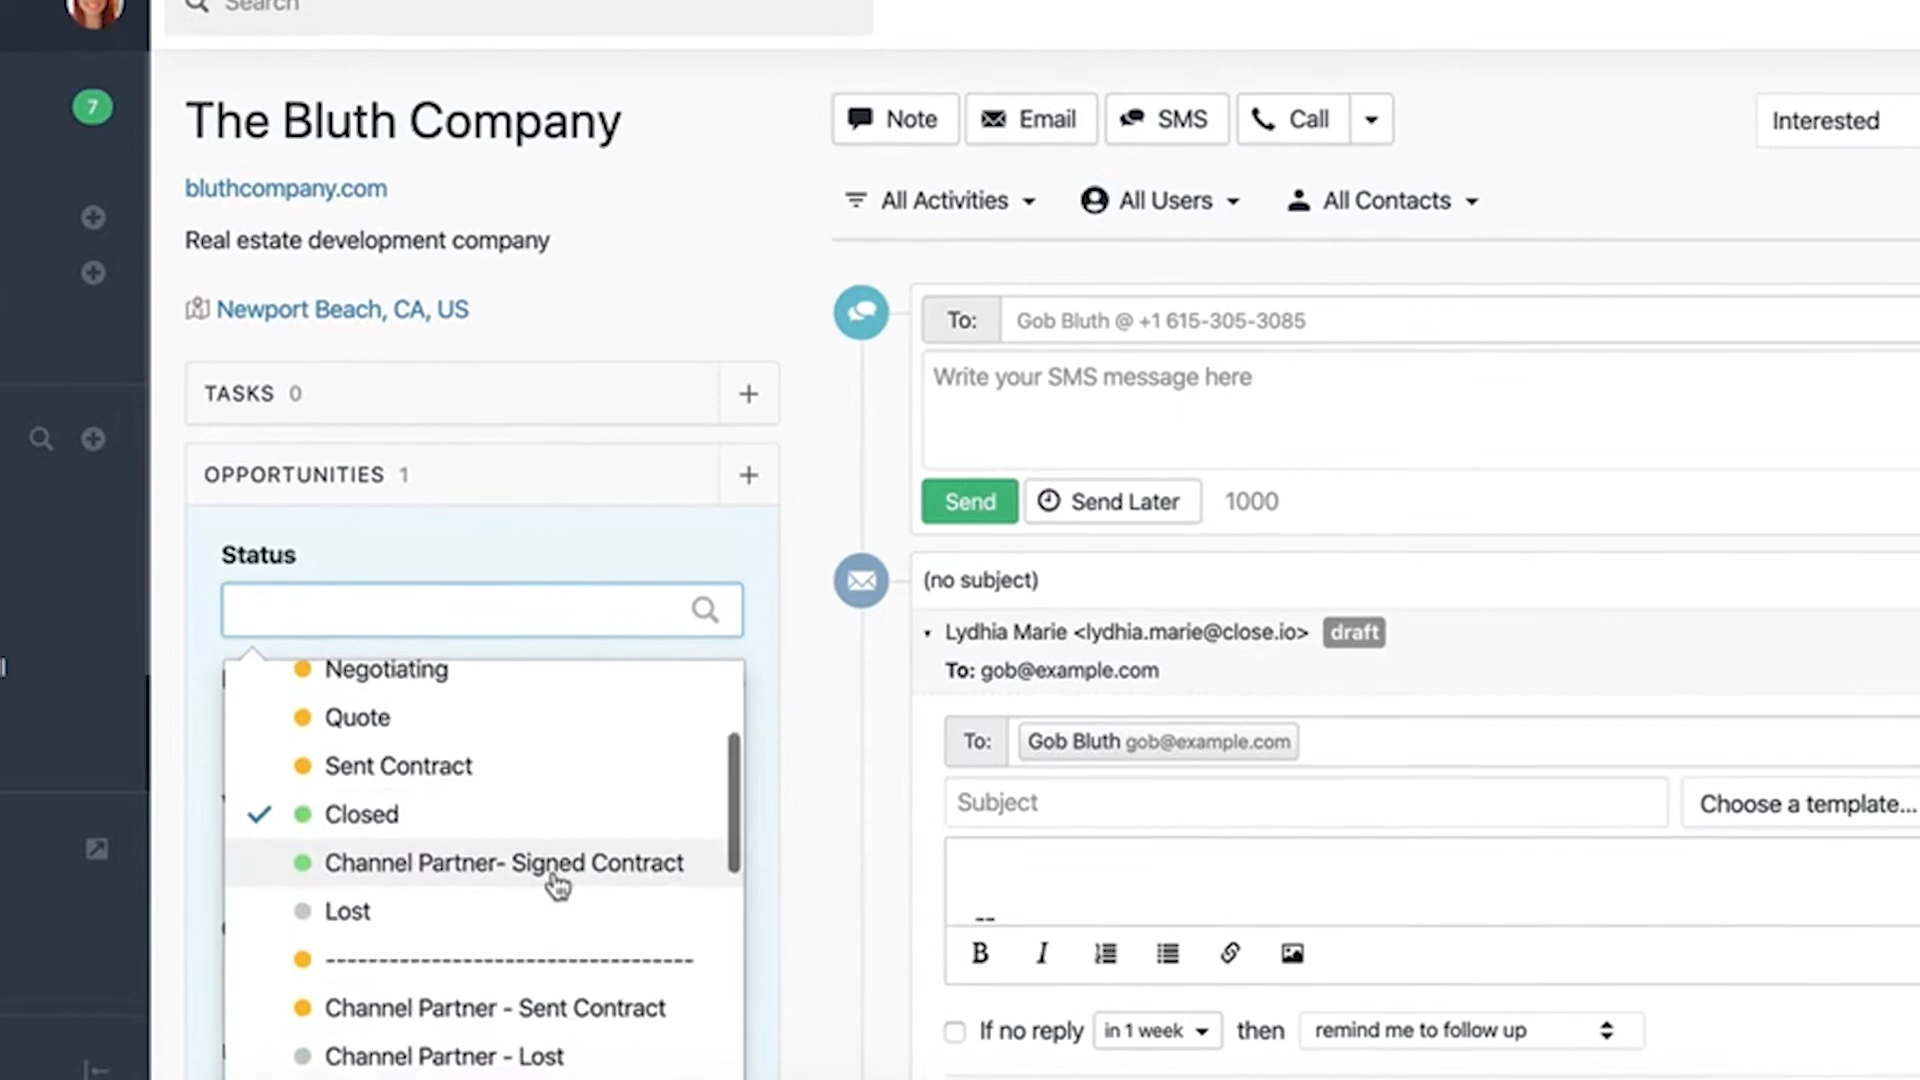 Search
7
The Bluth Company
bluthcompany.com
Real estate development company
Newport Beach, CA, US
TASKS 0
OPPORTUNITIES 1
Status
Negotiating
Quote
Sent Contract
Closed
Channel Partner- Signed Contract
Lost
-----------------------------------
Channel Partner - Sent Contract
Channel Partner - Lost
Note
Email
SMS
Call
Interested
All Activities
All Users
All Contacts
To: Gob Bluth @ +1 615-305-3085
Write your SMS message here
Send
Send Later
1000
(no subject)
Lydhia Marie <lydhia.marie@close.io> draft
To: gob@example.com
To: Gob Bluth gob@example.com
Subject
Choose a template...
--
B I
If no reply in 1 week then remind me to follow up